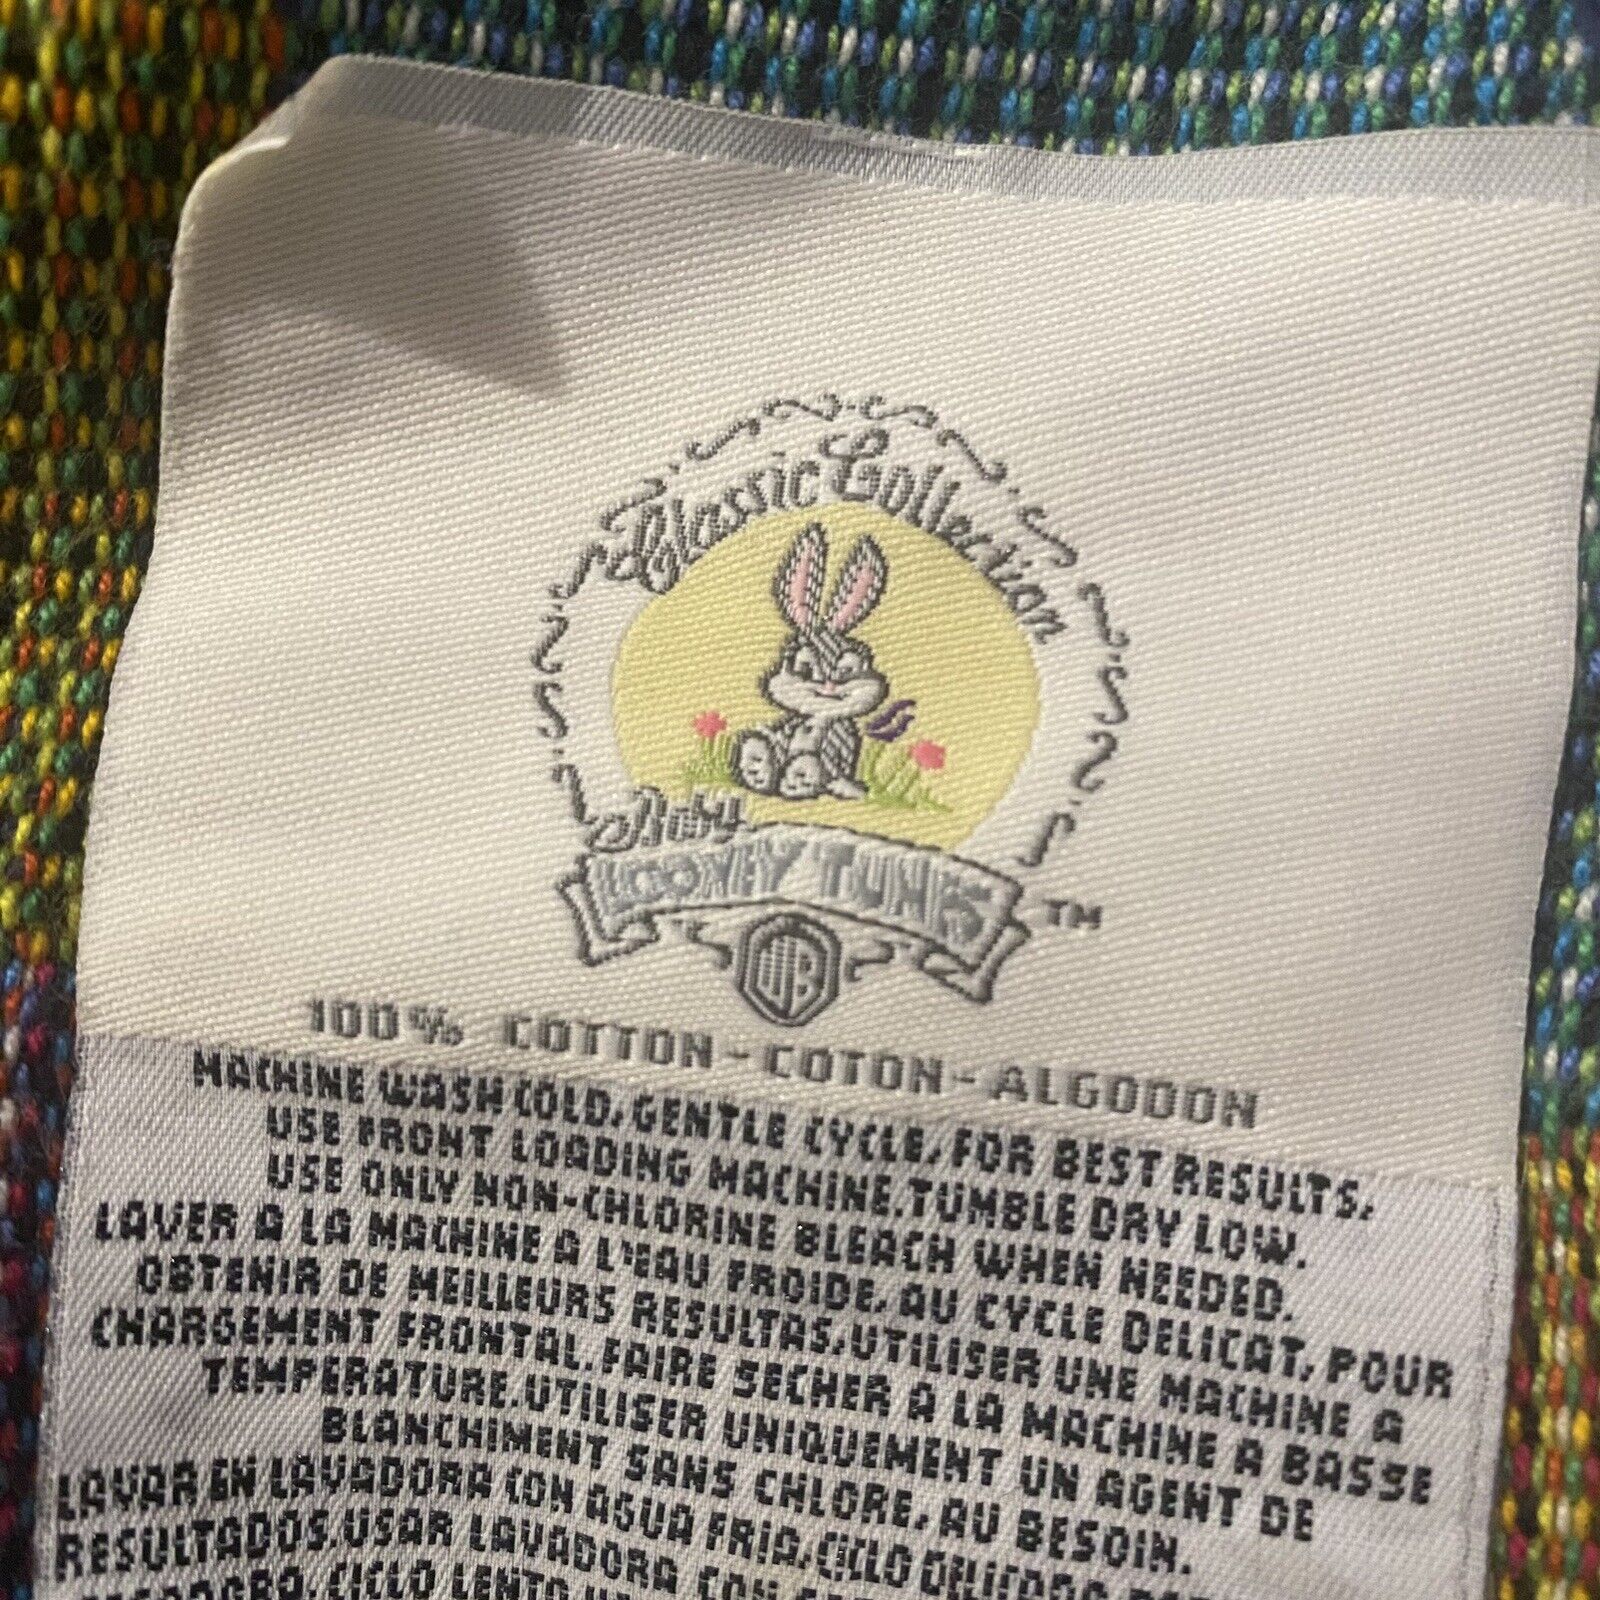 Classic Collection
Baby
LOONEY TUNES
TM
WB
100% COTTON-COTON-ALGODON
MACHINE WASH COLD, GENTLE CYCLE, FOR BEST RESULTS,
USE FRONT LOADING MACHINE. TUMBLE DRY LOW.
USE ONLY NON-CHLORINE BLEACH WHEN NEEDED.
LAVER A LA MACHINE A L'EAU FROIDE, AU CYCLE DELICAT, POUR
OBTENIR DE MEILLEURS RESULTAS, UTILISER UNE MACHINE A
CHARGEMENT FRONTAL. FAIRE SECHER A LA MACHINE A BASSE
TEMPERATURE. UTILISER UNIQUEMENT UN AGENT DE
BLANCHIMENT SANS CHLORE, AU BESOIN.
LAVAR EN LAVADORA CON AGUA FRIA, CICLO DELICADO
RESULTADOS. USAR LAVADORA CON
CICLO LENTO